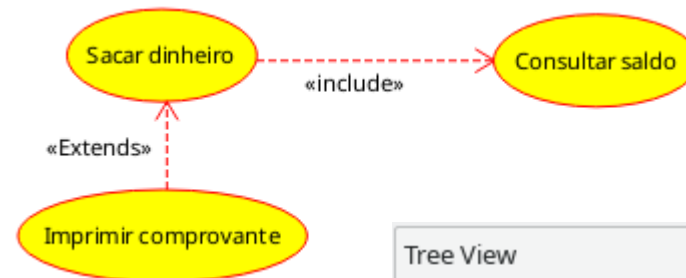 Sacar dinheiro
Consultar saldo
«include»
«Extends»
Imprimir comprovante
Tree View